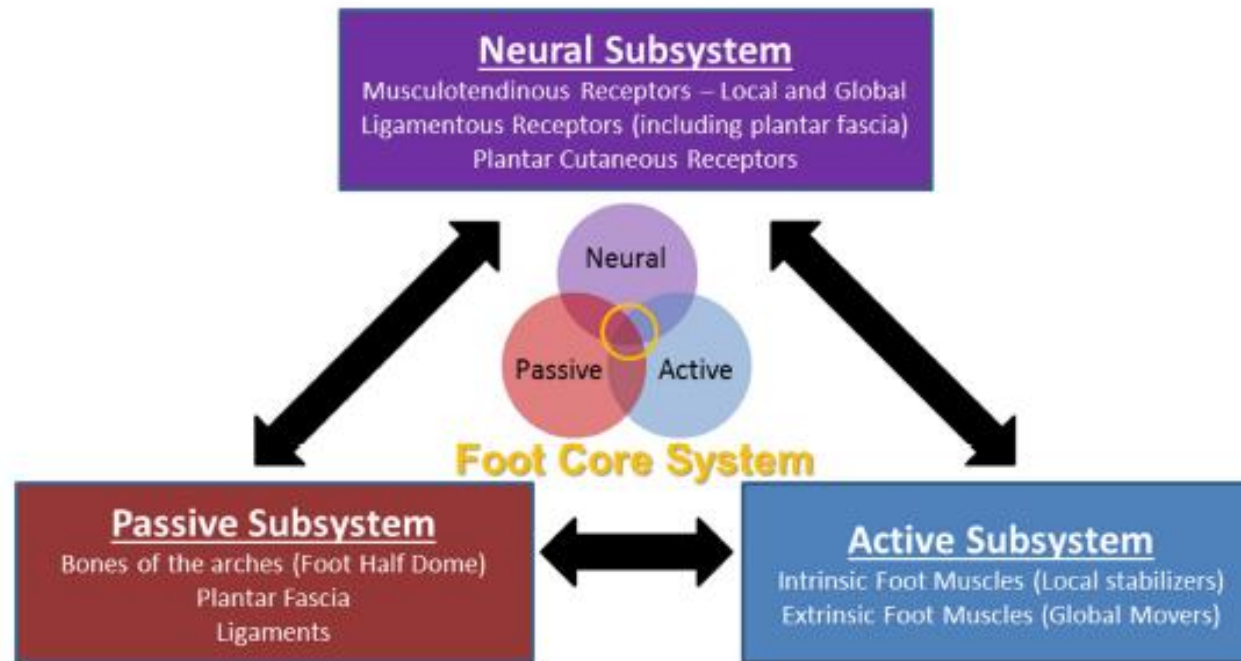 Neural Subsystem
Musculotendinous Receptors – Local and Global
Ligamentous Receptors (including plantar fascia)
Plantar Cutaneous Receptors
Neural
Passive
Active
Foot Core System
Passive Subsystem
Bones of the arches (Foot Half Dome)
Plantar Fascia
Ligaments
Active Subsystem
Intrinsic Foot Muscles (Local stabilizers)
Extrinsic Foot Muscles (Global Movers)